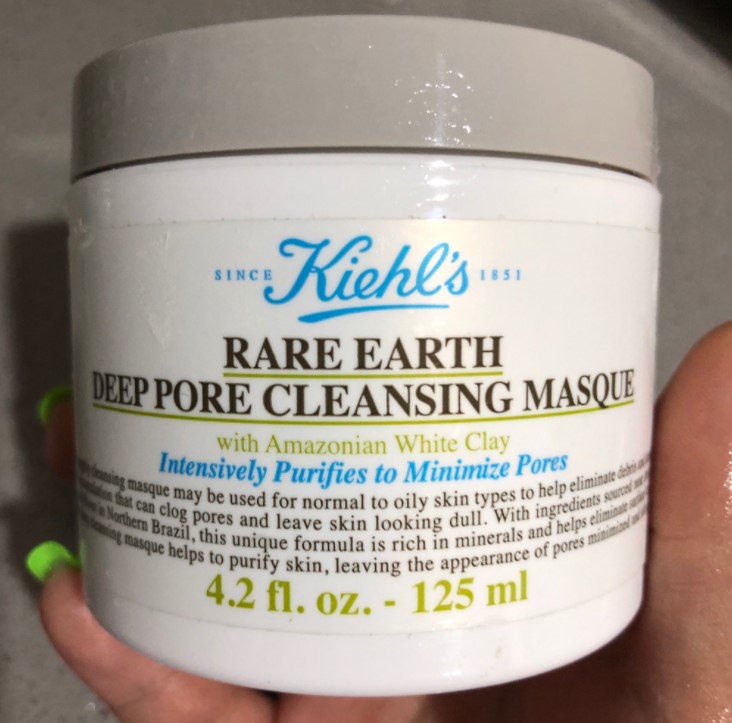 SINCE Kiehl's 1851
RARE EARTH
DEEP PORE CLEANSING MASQUE
with Amazonian White Clay
Intensively Purifies to Minimize Pores
cleansing masque may be used for normal to oily skin types to help eliminate debris
that can clog pores and leave skin looking dull. With ingredients sourced
in Northern Brazil, this unique formula is rich in minerals and helps eliminate
cleansing masque helps to purify skin, leaving the appearance of pores minimized
4.2 fl. oz. - 125 ml